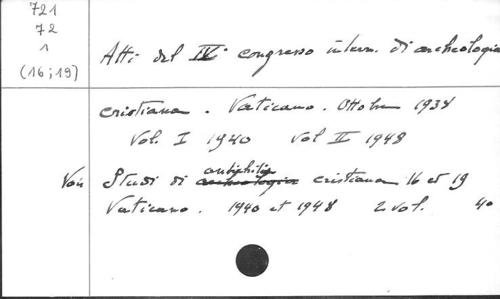 721
72
1
(16 ; 19)
Atti del IV° congresso intern. di archeologia
cristiana. Vaticano. Ottobre 1938
Vol. I 1940 vol II 1948
Voir Studi di antichità ~~archeologia~~ cristiana 16 et 19
Vaticano. 1940 et 1948 2 vol. 4o